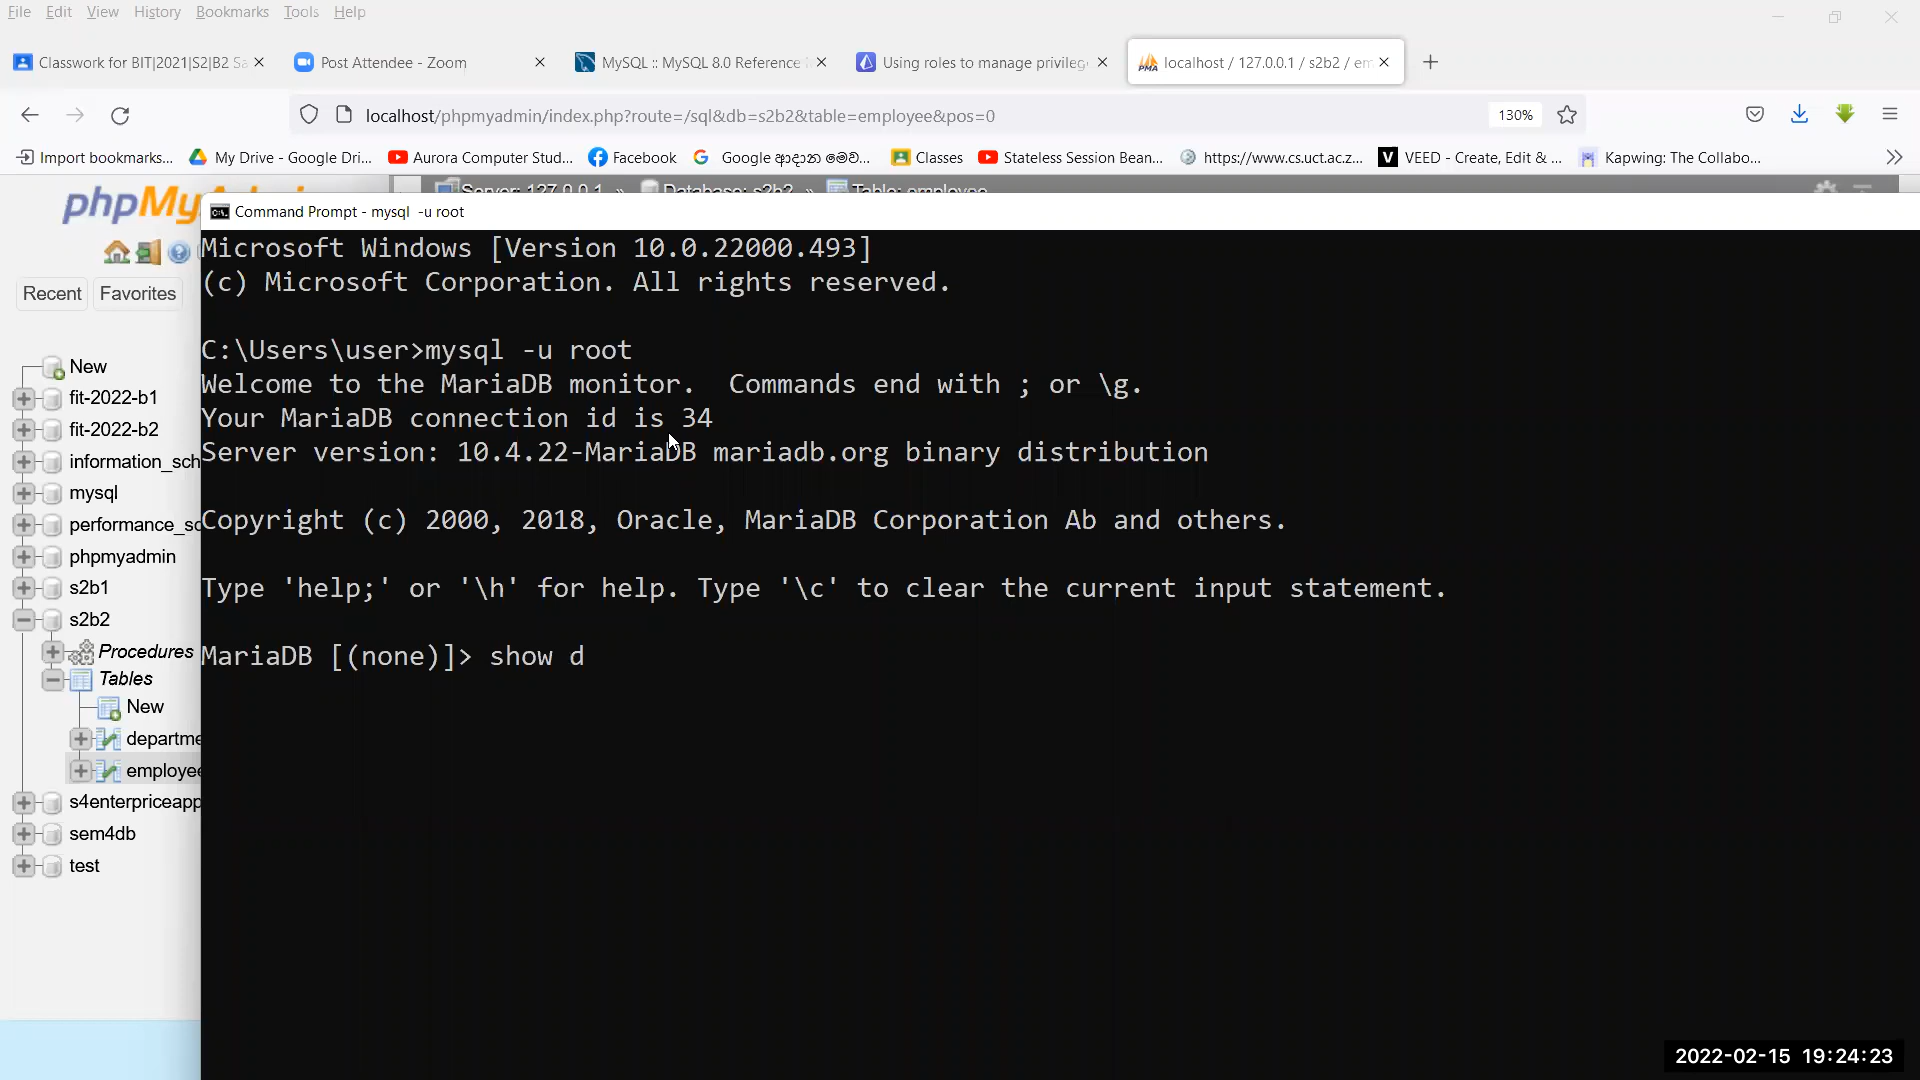 File Edit View History Bookmarks Tools Help
Classwork for BIT|2021|S2|B2 Sa
Post Attendee - Zoom
MySQL :: MySQL 8.0 Reference
Using roles to manage privileg
localhost / 127.0.0.1 / s2b2 / em
localhost/phpmyadmin/index.php?route=/sql&db=s2b2&table=employee&pos=0
130%
Import bookmarks...
My Drive - Google Dri...
Aurora Computer Stud...
Facebook
Google
Classes
Stateless Session Bean...
https://www.cs.uct.ac.z...
VEED - Create, Edit & ...
Kapwing: The Collabo...
phpMy
Server: 127.0.0.1 » Database: s2b2 » Table: employee
Command Prompt - mysql -u root
Recent Favorites
New
fit-2022-b1
fit-2022-b2
information_sch
mysql
performance_sc
phpmyadmin
s2b1
s2b2
Procedures
Tables
New
departme
employee
s4enterpriceapp
sem4db
test
Microsoft Windows [Version 10.0.22000.493]
(c) Microsoft Corporation. All rights reserved.
C:\Users\user>mysql -u root
Welcome to the MariaDB monitor.  Commands end with ; or \g.
Your MariaDB connection id is 34
Server version: 10.4.22-MariaDB mariadb.org binary distribution
Copyright (c) 2000, 2018, Oracle, MariaDB Corporation Ab and others.
Type 'help;' or '\h' for help. Type '\c' to clear the current input statement.
MariaDB [(none)]> show d
2022-02-15 19:24:23